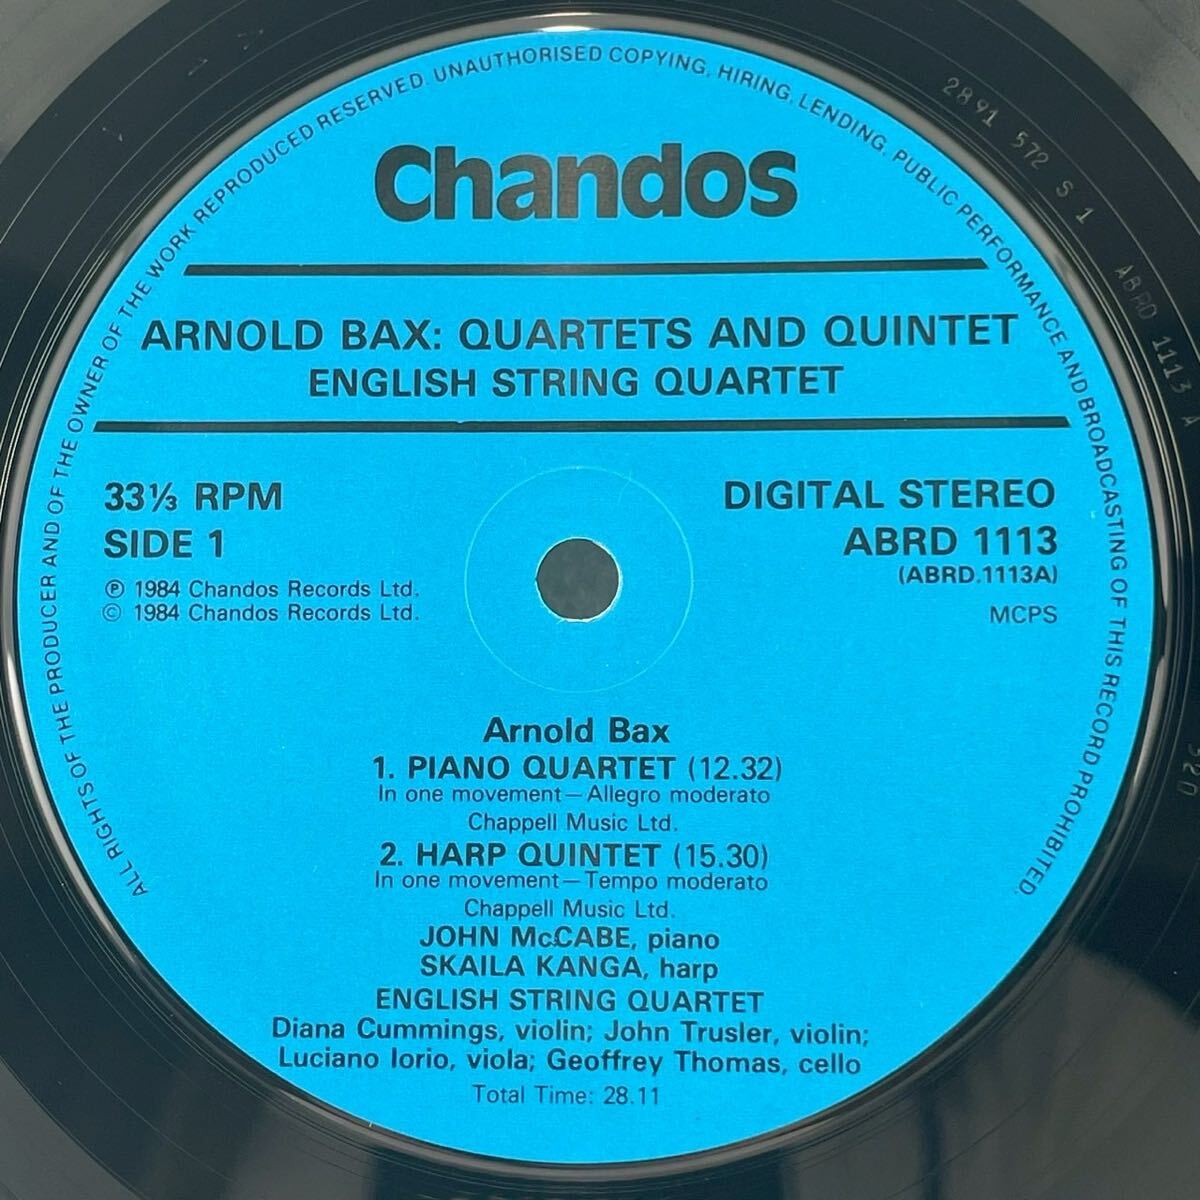 ALL RIGHTS OF THE PRODUCER AND OF THE OWNER OF THE WORK REPRODUCED RESERVED. UNAUTHORISED COPYING, HIRING, LENDING, PUBLIC PERFORMANCE AND BROADCASTING OF THIS RECORD PROHIBITED.
Chandos
ARNOLD BAX: QUARTETS AND QUINTET
ENGLISH STRING QUARTET
33⅓ RPM
SIDE 1
℗ 1984 Chandos Records Ltd.
© 1984 Chandos Records Ltd.
DIGITAL STEREO
ABRD 1113
(ABRD.1113A)
MCPS
Arnold Bax
1. PIANO QUARTET (12.32)
In one movement—Allegro moderato
Chappell Music Ltd.
2. HARP QUINTET (15.30)
In one movement—Tempo moderato
Chappell Music Ltd.
JOHN McCABE, piano
SKAILA KANGA, harp
ENGLISH STRING QUARTET
Diana Cummings, violin; John Trusler, violin;
Luciano Iorio, viola; Geoffrey Thomas, cello
Total Time: 28.11
2891 572 S 1 ABRD 1113 A